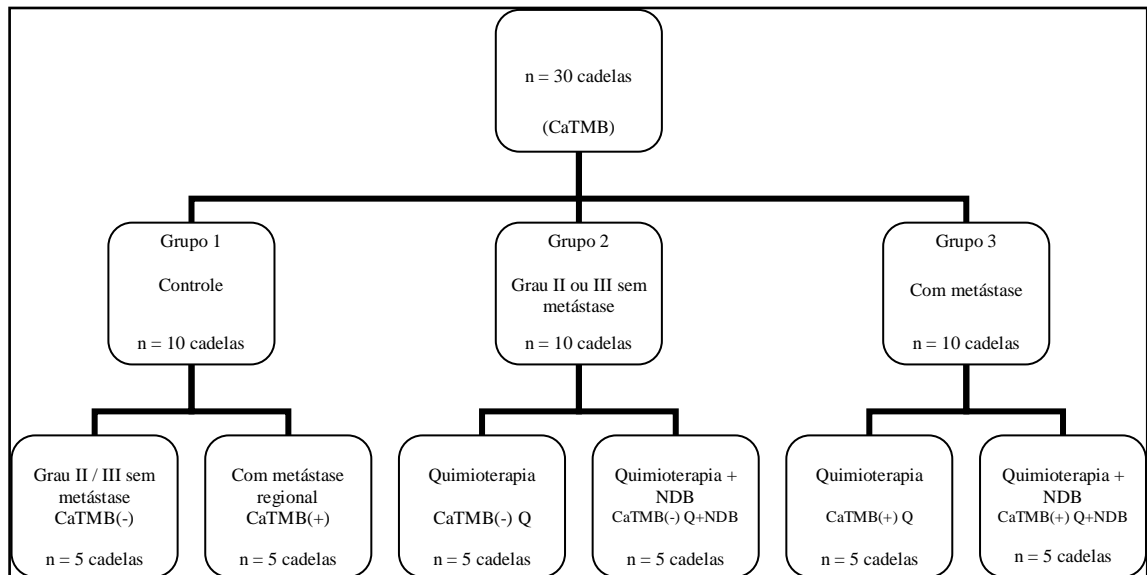 n = 30 cadelas
(CaTMB)
Grupo 1
Controle
n = 10 cadelas
Grupo 2
Grau II ou III sem
metástase
n = 10 cadelas
Grupo 3
Com metástase
n = 10 cadelas
Grau II / III sem
metástase
CaTMB(-)
n = 5 cadelas
Com metástase
regional
CaTMB(+)
n = 5 cadelas
Quimioterapia
CaTMB(-) Q
n = 5 cadelas
Quimioterapia +
NDB
CaTMB(-) Q+NDB
n = 5 cadelas
Quimioterapia
CaTMB(+) Q
n = 5 cadelas
Quimioterapia +
NDB
CaTMB(+) Q+NDB
n = 5 cadelas